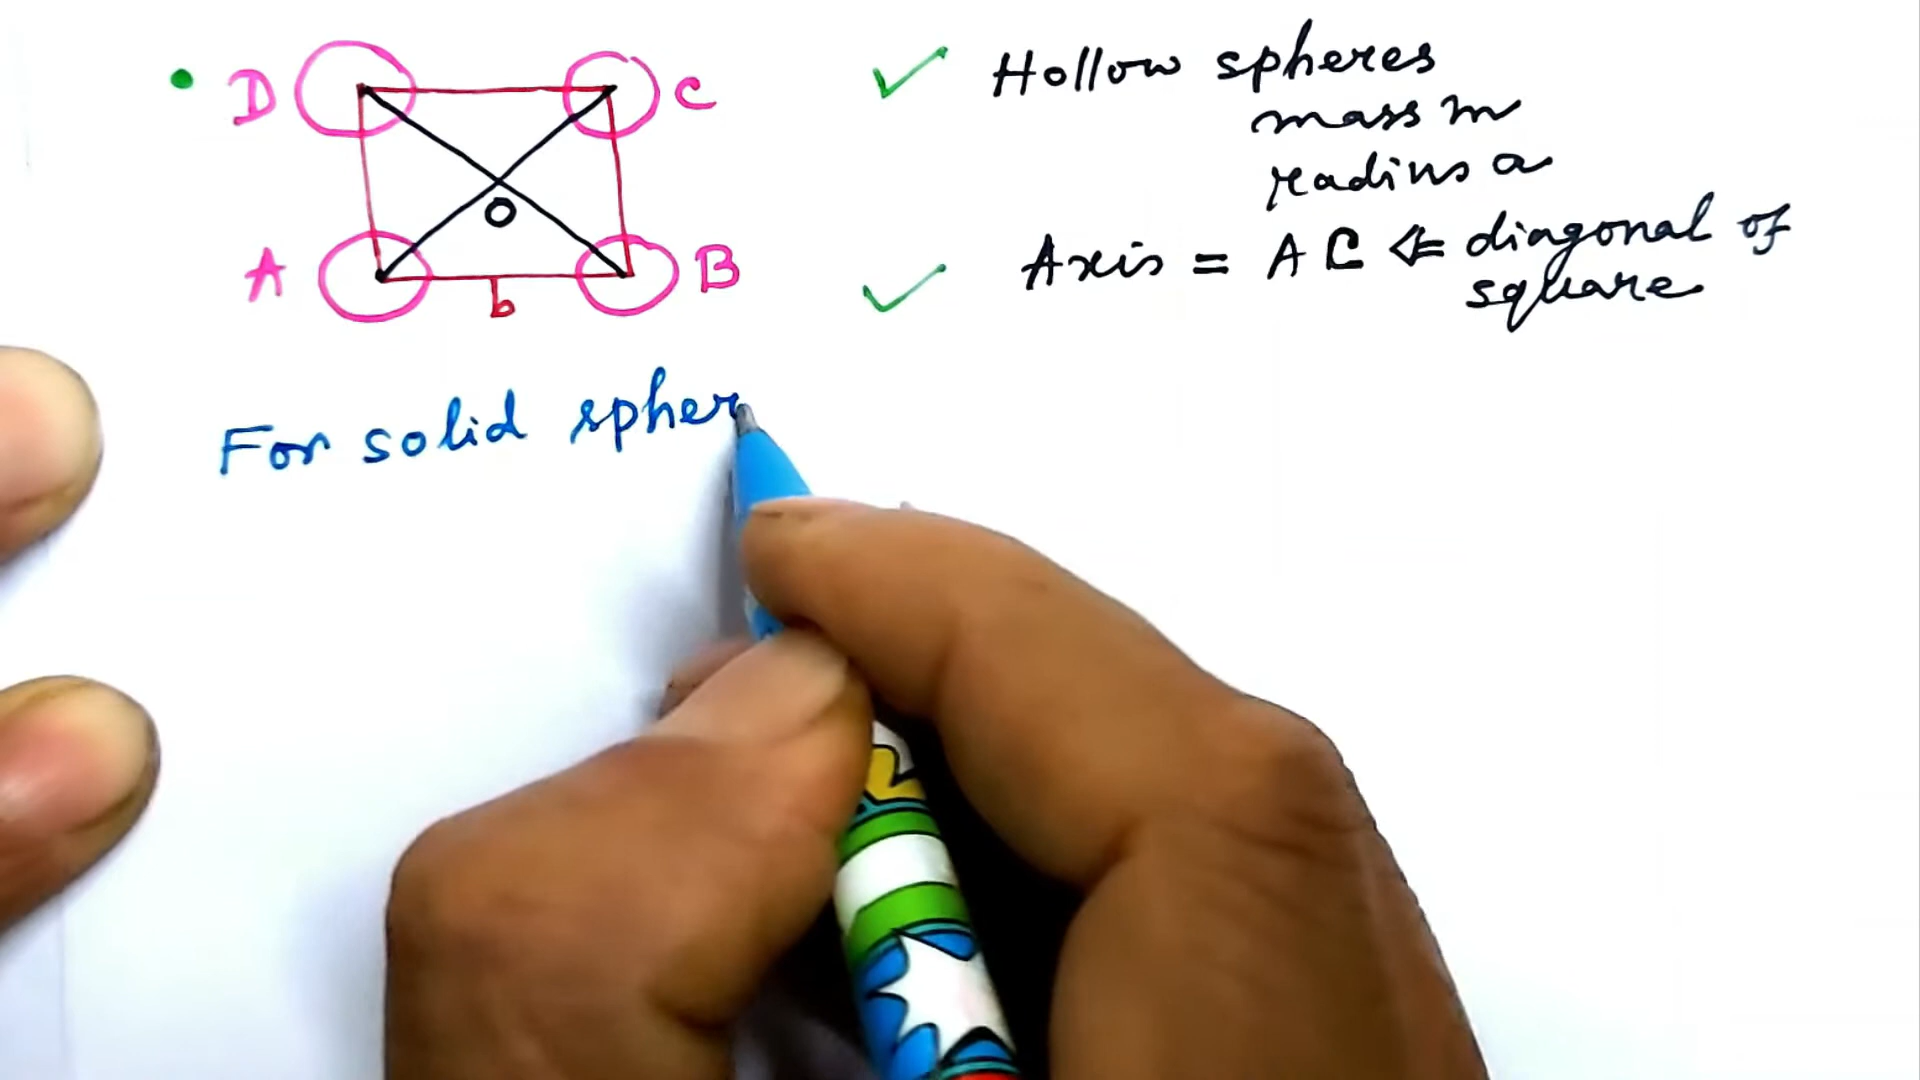 D
C
A
B
O
b
Hollow spheres
mass m
radius a
Axis = AC ⇐ diagonal of
square
For solid spher